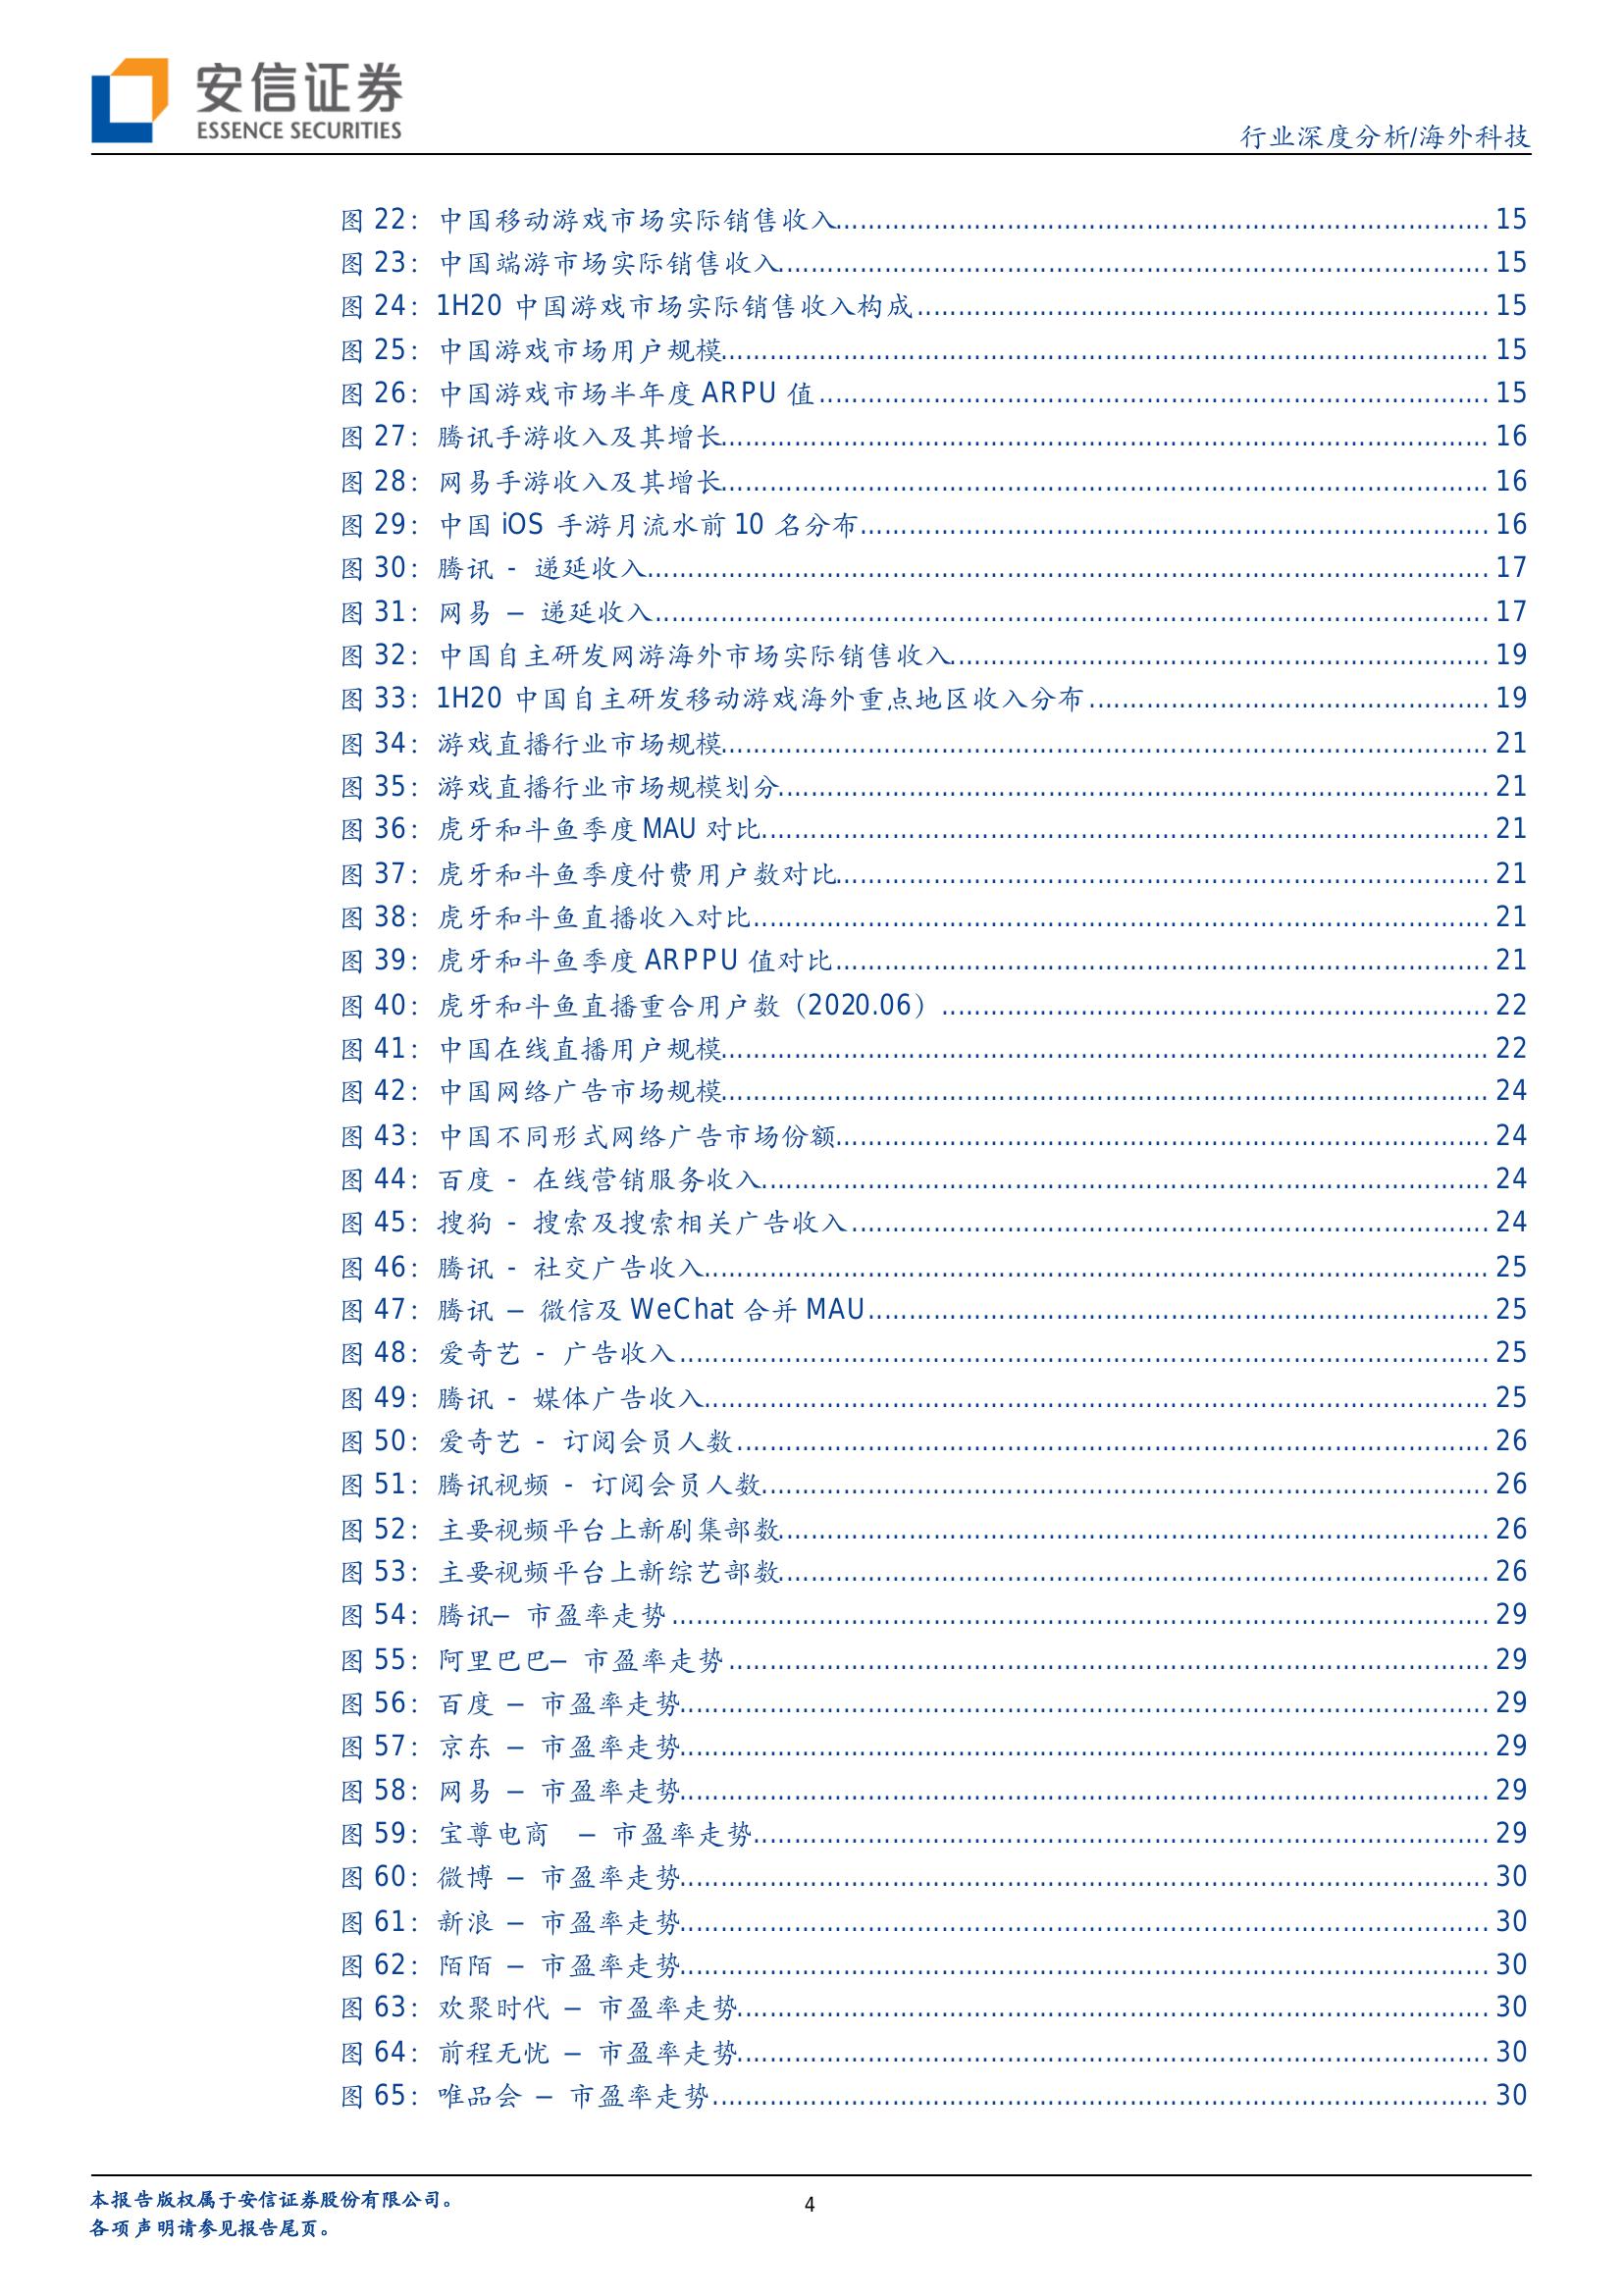 安信证券
ESSENCE SECURITIES
行业深度分析/海外科技
图 22：中国移动游戏市场实际销售收入 15
图 23：中国端游市场实际销售收入 15
图 24：1H20 中国游戏市场实际销售收入构成 15
图 25：中国游戏市场用户规模 15
图 26：中国游戏市场半年度 ARPU 值 15
图 27：腾讯手游收入及其增长 16
图 28：网易手游收入及其增长 16
图 29：中国 iOS 手游月流水前 10 名分布 16
图 30：腾讯 - 递延收入 17
图 31：网易 – 递延收入 17
图 32：中国自主研发网游海外市场实际销售收入 19
图 33：1H20 中国自主研发移动游戏海外重点地区收入分布 19
图 34：游戏直播行业市场规模 21
图 35：游戏直播行业市场规模划分 21
图 36：虎牙和斗鱼季度 MAU 对比 21
图 37：虎牙和斗鱼季度付费用户数对比 21
图 38：虎牙和斗鱼直播收入对比 21
图 39：虎牙和斗鱼季度 ARPPU 值对比 21
图 40：虎牙和斗鱼直播重合用户数（2020.06） 22
图 41：中国在线直播用户规模 22
图 42：中国网络广告市场规模 24
图 43：中国不同形式网络广告市场份额 24
图 44：百度 - 在线营销服务收入 24
图 45：搜狗 - 搜索及搜索相关广告收入 24
图 46：腾讯 - 社交广告收入 25
图 47：腾讯 – 微信及 WeChat 合并 MAU 25
图 48：爱奇艺 - 广告收入 25
图 49：腾讯 - 媒体广告收入 25
图 50：爱奇艺 - 订阅会员人数 26
图 51：腾讯视频 - 订阅会员人数 26
图 52：主要视频平台上新剧集部数 26
图 53：主要视频平台上新综艺部数 26
图 54：腾讯– 市盈率走势 29
图 55：阿里巴巴– 市盈率走势 29
图 56：百度 – 市盈率走势 29
图 57：京东 – 市盈率走势 29
图 58：网易 – 市盈率走势 29
图 59：宝尊电商 – 市盈率走势 29
图 60：微博 – 市盈率走势 30
图 61：新浪 – 市盈率走势 30
图 62：陌陌 – 市盈率走势 30
图 63：欢聚时代 – 市盈率走势 30
图 64：前程无忧 – 市盈率走势 30
图 65：唯品会 – 市盈率走势 30
本报告版权属于安信证券股份有限公司。
4
各项声明请参见报告尾页。